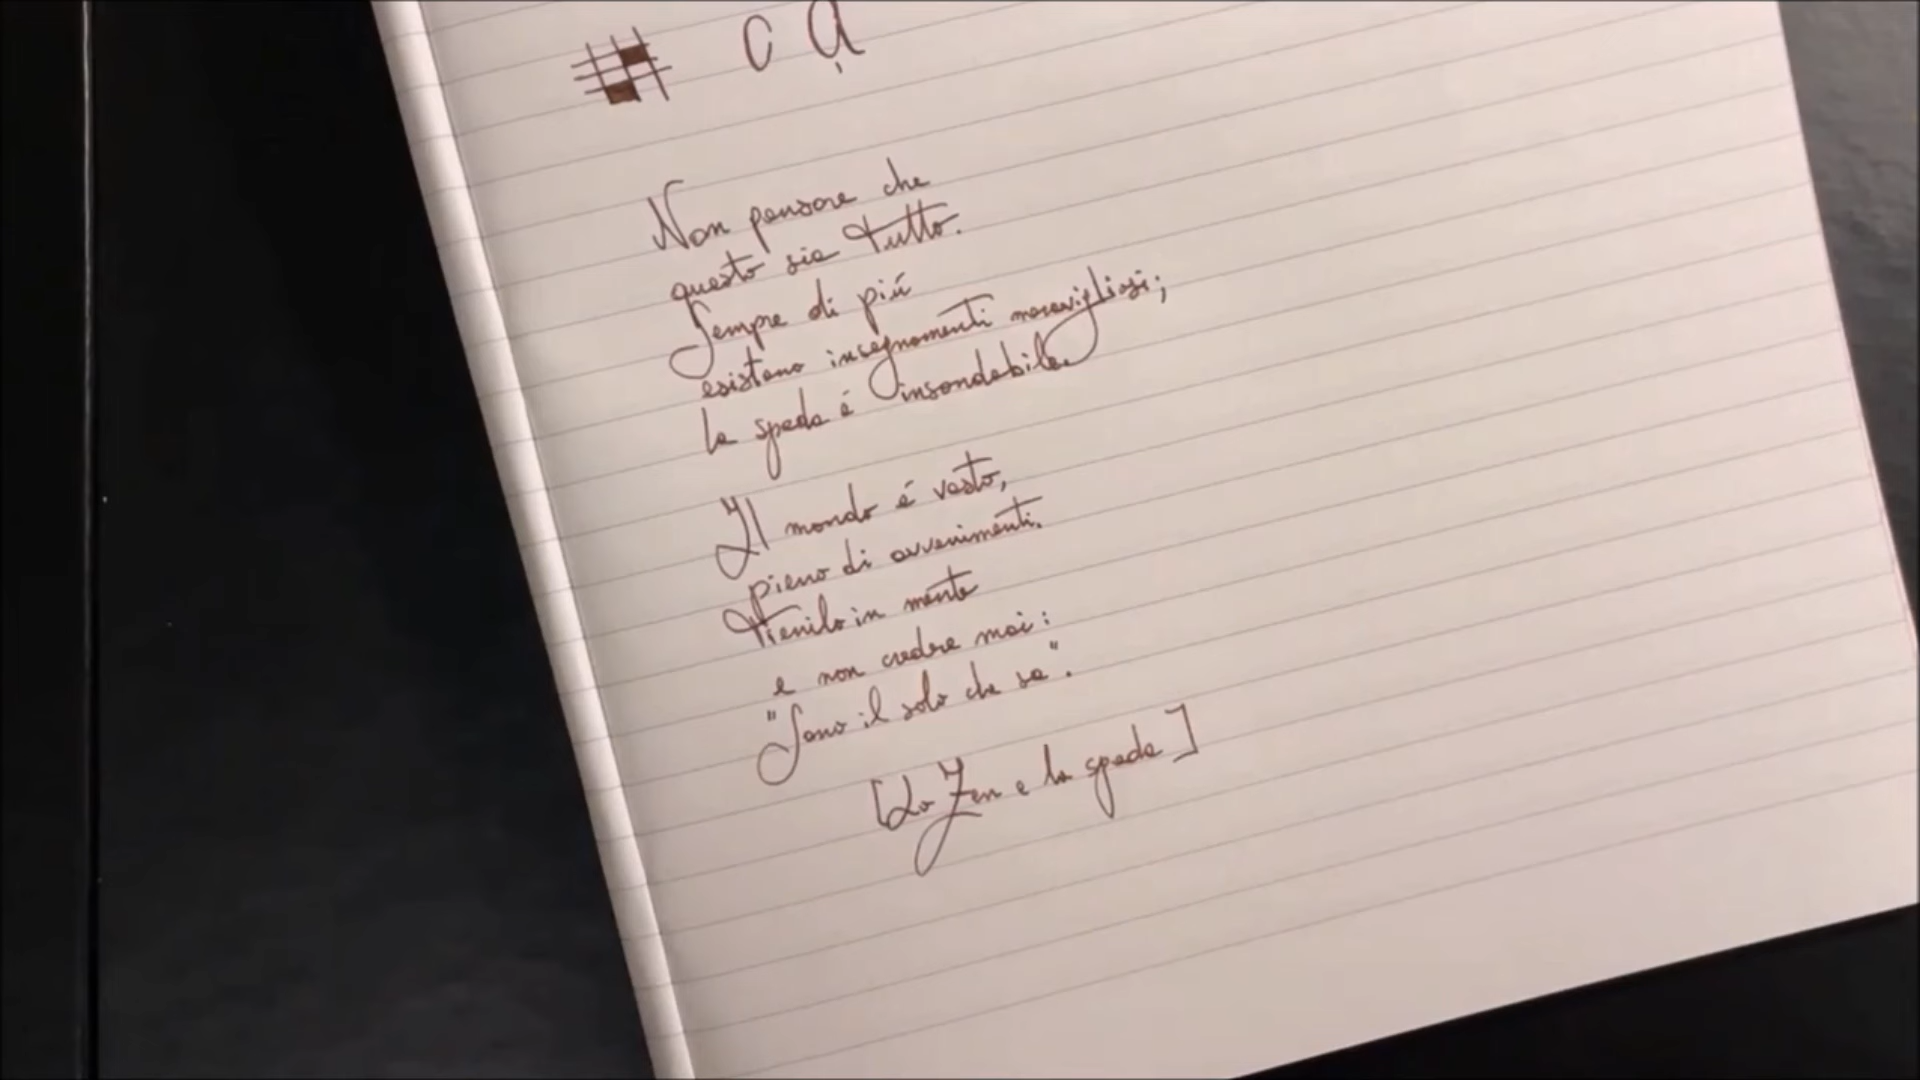 c a
Non pensare che
questo sia tutto.
Sempre di piú
esistono insegnamenti meravigliosi;
la spada é insondabile.
Il mondo é vasto,
pieno di avvenimenti.
Tienilo in mente
e non credere mai:
"Sono il solo che sa".
[Lo Zen e la spada]